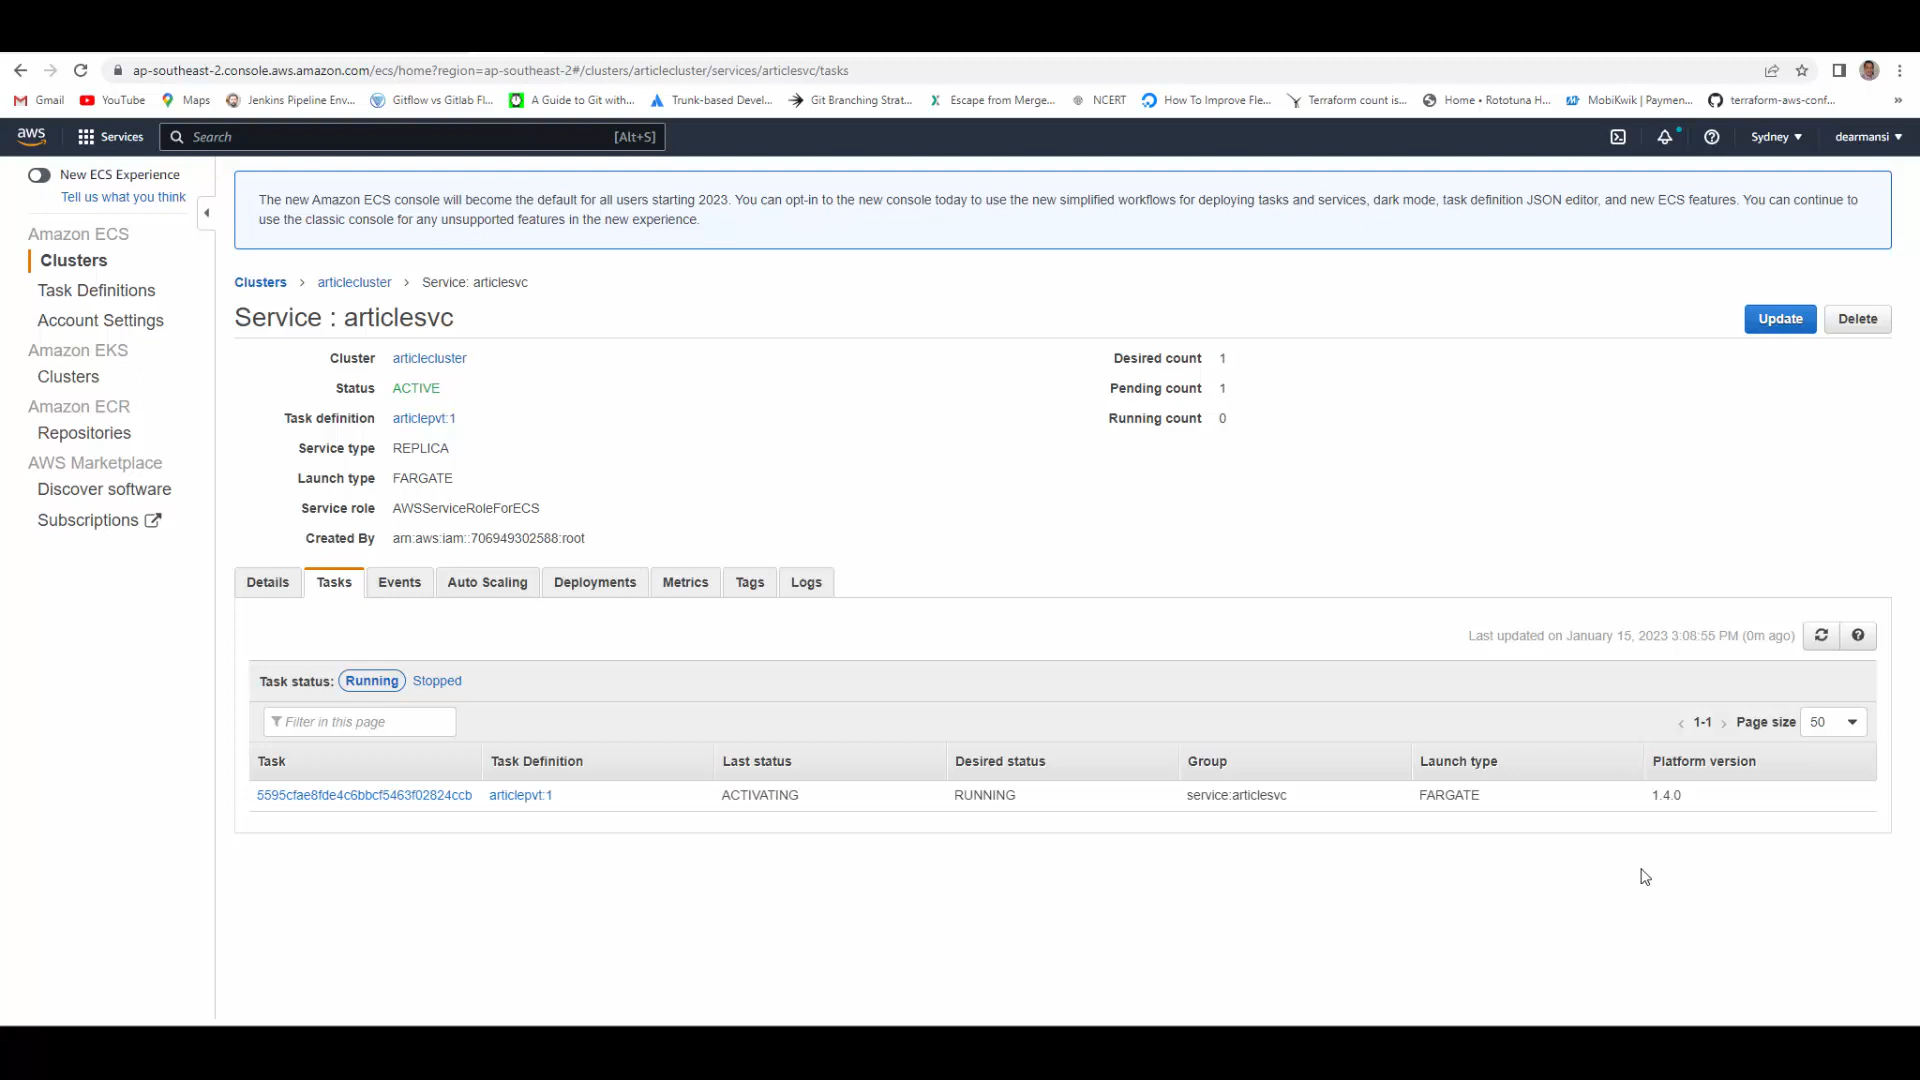 ap-southeast-2.console.aws.amazon.com/ecs/home?region=ap-southeast-2#/clusters/articlecluster/services/articlesvc/tasks
Gmail YouTube Maps Jenkins Pipeline Env... Gitflow vs Gitlab Fl... A Guide to Git with... Trunk-based Devel... Git Branching Strat... Escape from Merge... NCERT How To Improve Fle... Terraform count is... Home • Rototuna H... MobiKwik | Paymen... terraform-aws-conf... »
aws Services Search [Alt+S] Sydney dearmansi
New ECS Experience
Tell us what you think
Amazon ECS
Clusters
Task Definitions
Account Settings
Amazon EKS
Clusters
Amazon ECR
Repositories
AWS Marketplace
Discover software
Subscriptions
The new Amazon ECS console will become the default for all users starting 2023. You can opt-in to the new console today to use the new simplified workflows for deploying tasks and services, dark mode, task definition JSON editor, and new ECS features. You can continue to
use the classic console for any unsupported features in the new experience.
Clusters > articlecluster > Service: articlesvc
Service : articlesvc
Update Delete
Cluster articlecluster
Status ACTIVE
Task definition articlepvt:1
Service type REPLICA
Launch type FARGATE
Service role AWSServiceRoleForECS
Created By arn:aws:iam::706949302588:root
Desired count 1
Pending count 1
Running count 0
Details Tasks Events Auto Scaling Deployments Metrics Tags Logs
Last updated on January 15, 2023 3:08:55 PM (0m ago)
Task status: Running Stopped
Filter in this page
‹ 1-1 › Page size 50
Task Task Definition Last status Desired status Group Launch type Platform version
5595cfae8fde4c6bbcf5463f02824ccb articlepvt:1 ACTIVATING RUNNING service:articlesvc FARGATE 1.4.0